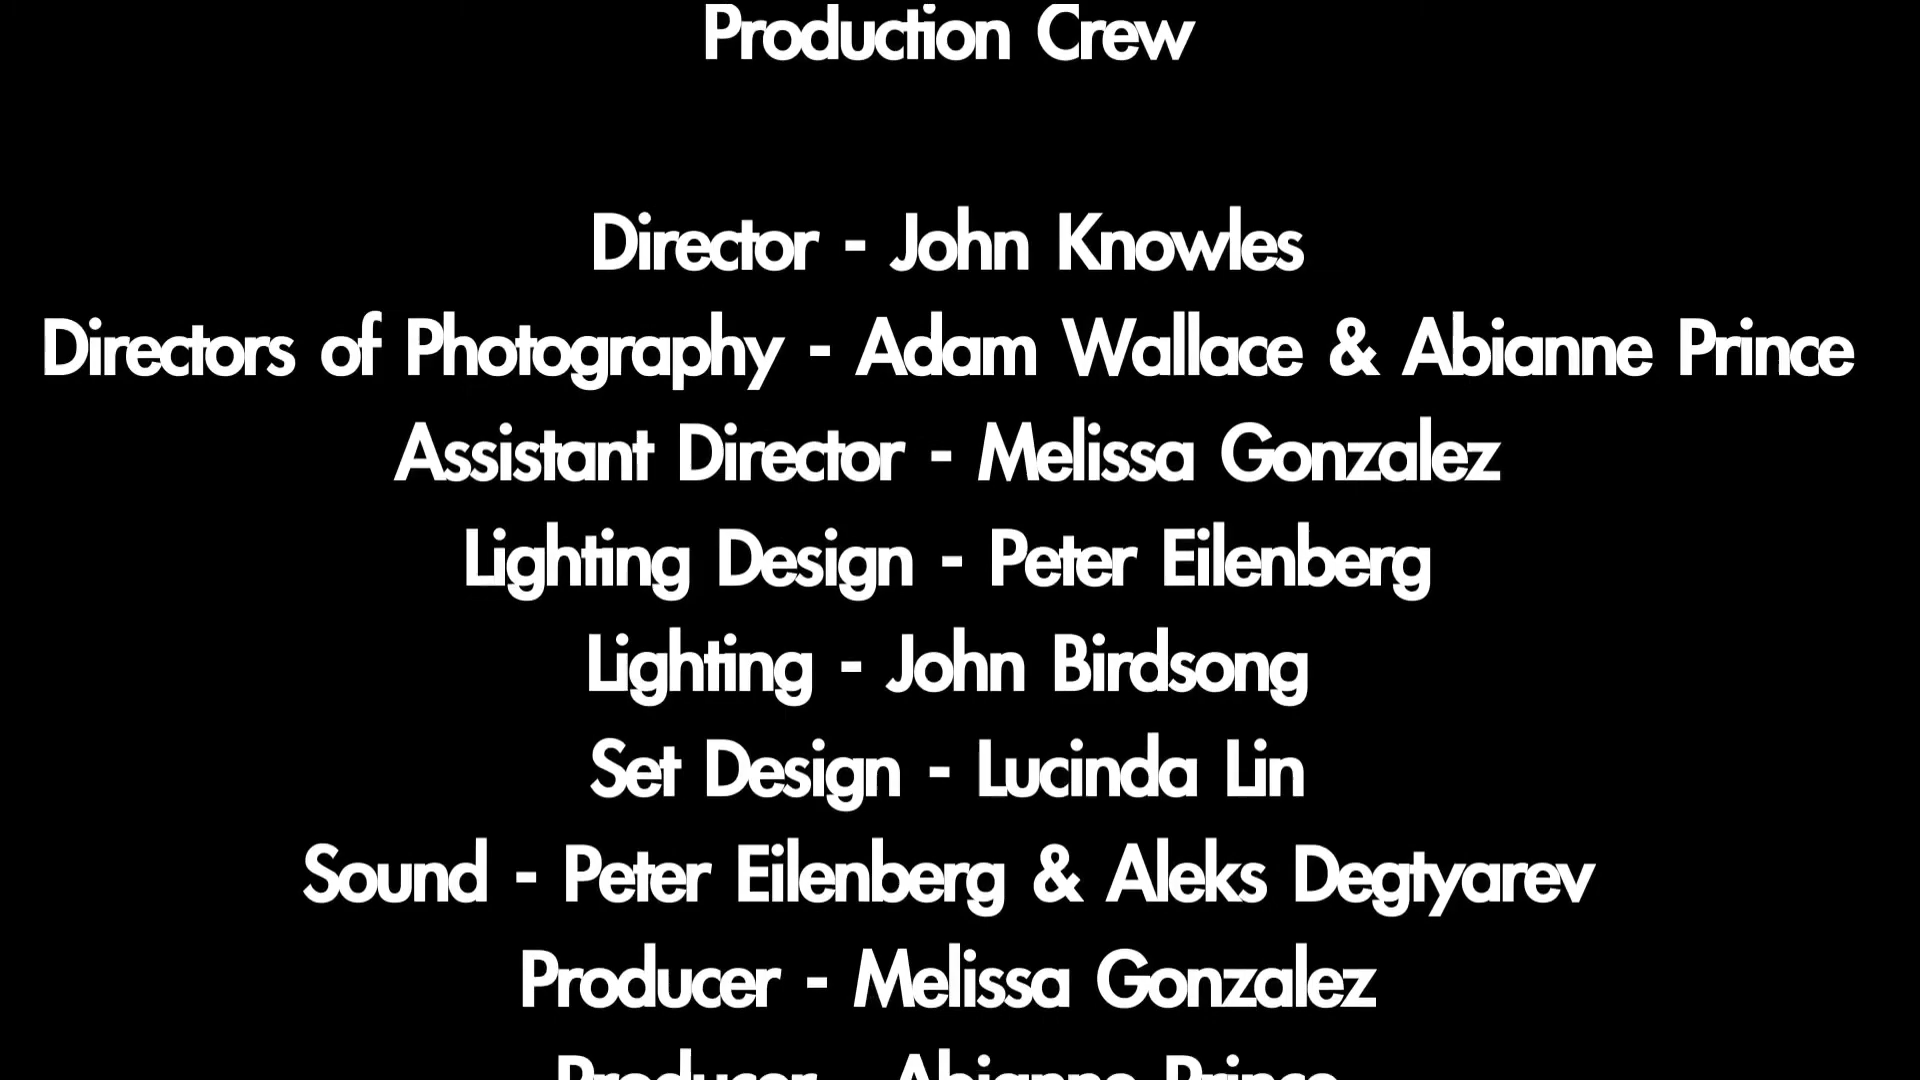 Production Crew
Director - John Knowles
Directors of Photography - Adam Wallace & Abianne Prince
Assistant Director - Melissa Gonzalez
Lighting Design - Peter Eilenberg
Lighting - John Birdsong
Set Design - Lucinda Lin
Sound - Peter Eilenberg & Aleks Degtyarev
Producer - Melissa Gonzalez
Producer - Abianne Prince